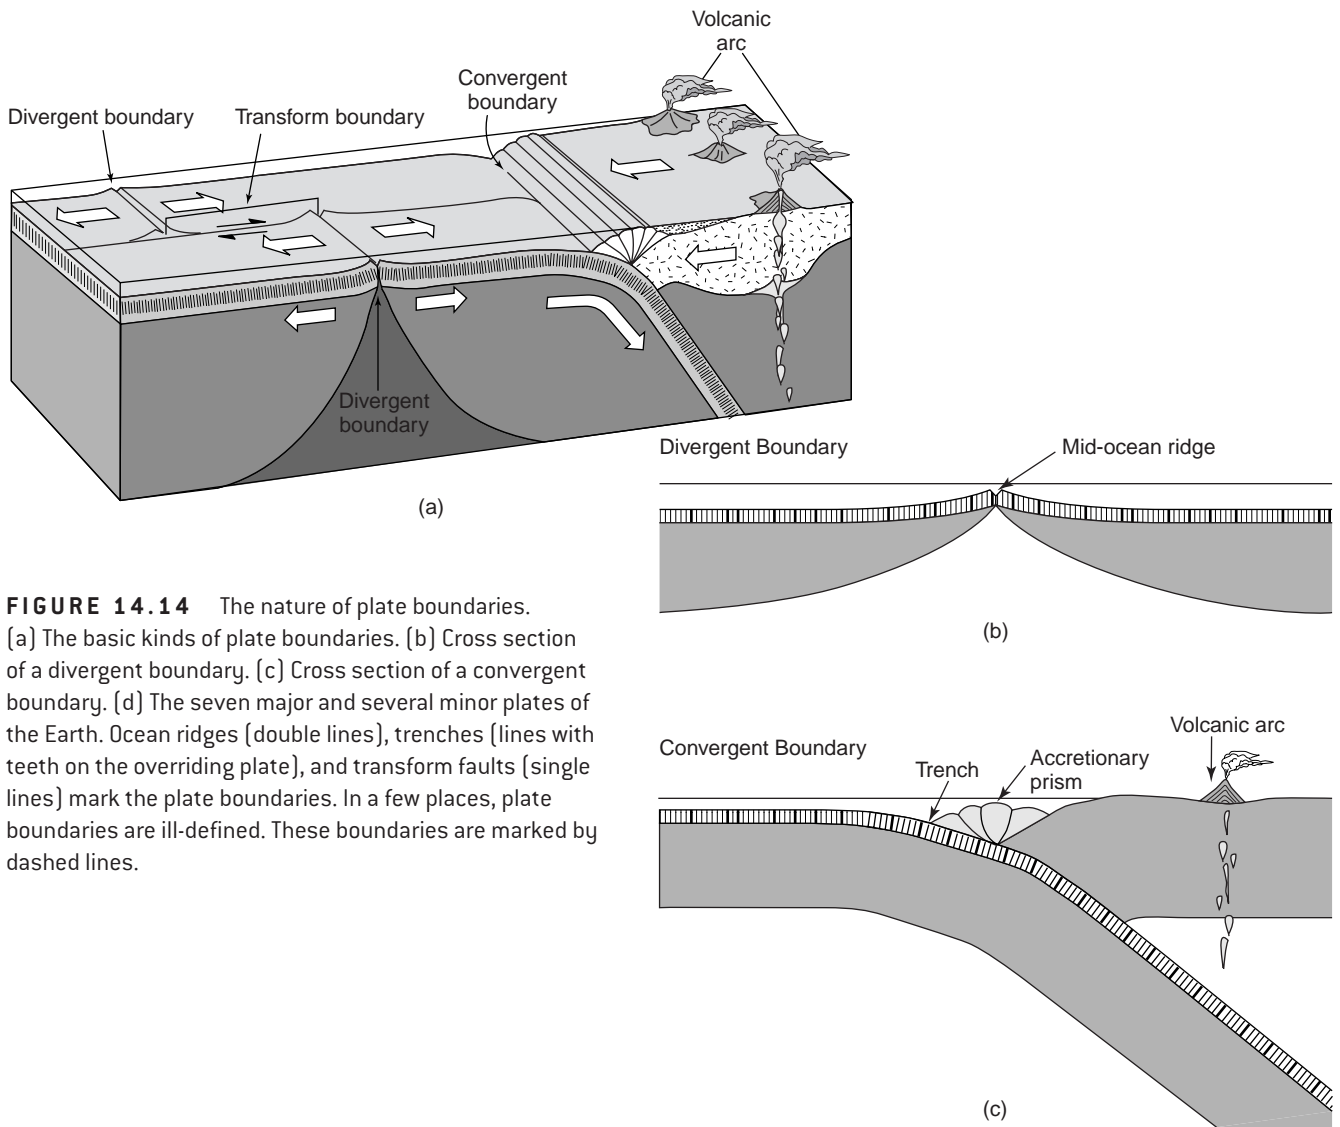 Volcanic
arc
Convergent
boundary
Divergent boundary
Transform boundary
Divergent
boundary
(a)
Divergent Boundary
Mid-ocean ridge
(b)
FIGURE 14.14 The nature of plate boundaries.
(a) The basic kinds of plate boundaries. (b) Cross section
of a divergent boundary. (c) Cross section of a convergent
boundary. (d) The seven major and several minor plates of
the Earth. Ocean ridges (double lines), trenches (lines with
teeth on the overriding plate), and transform faults (single
lines) mark the plate boundaries. In a few places, plate
boundaries are ill-defined. These boundaries are marked by
dashed lines.
Convergent Boundary
Trench
Accretionary
prism
Volcanic arc
(c)